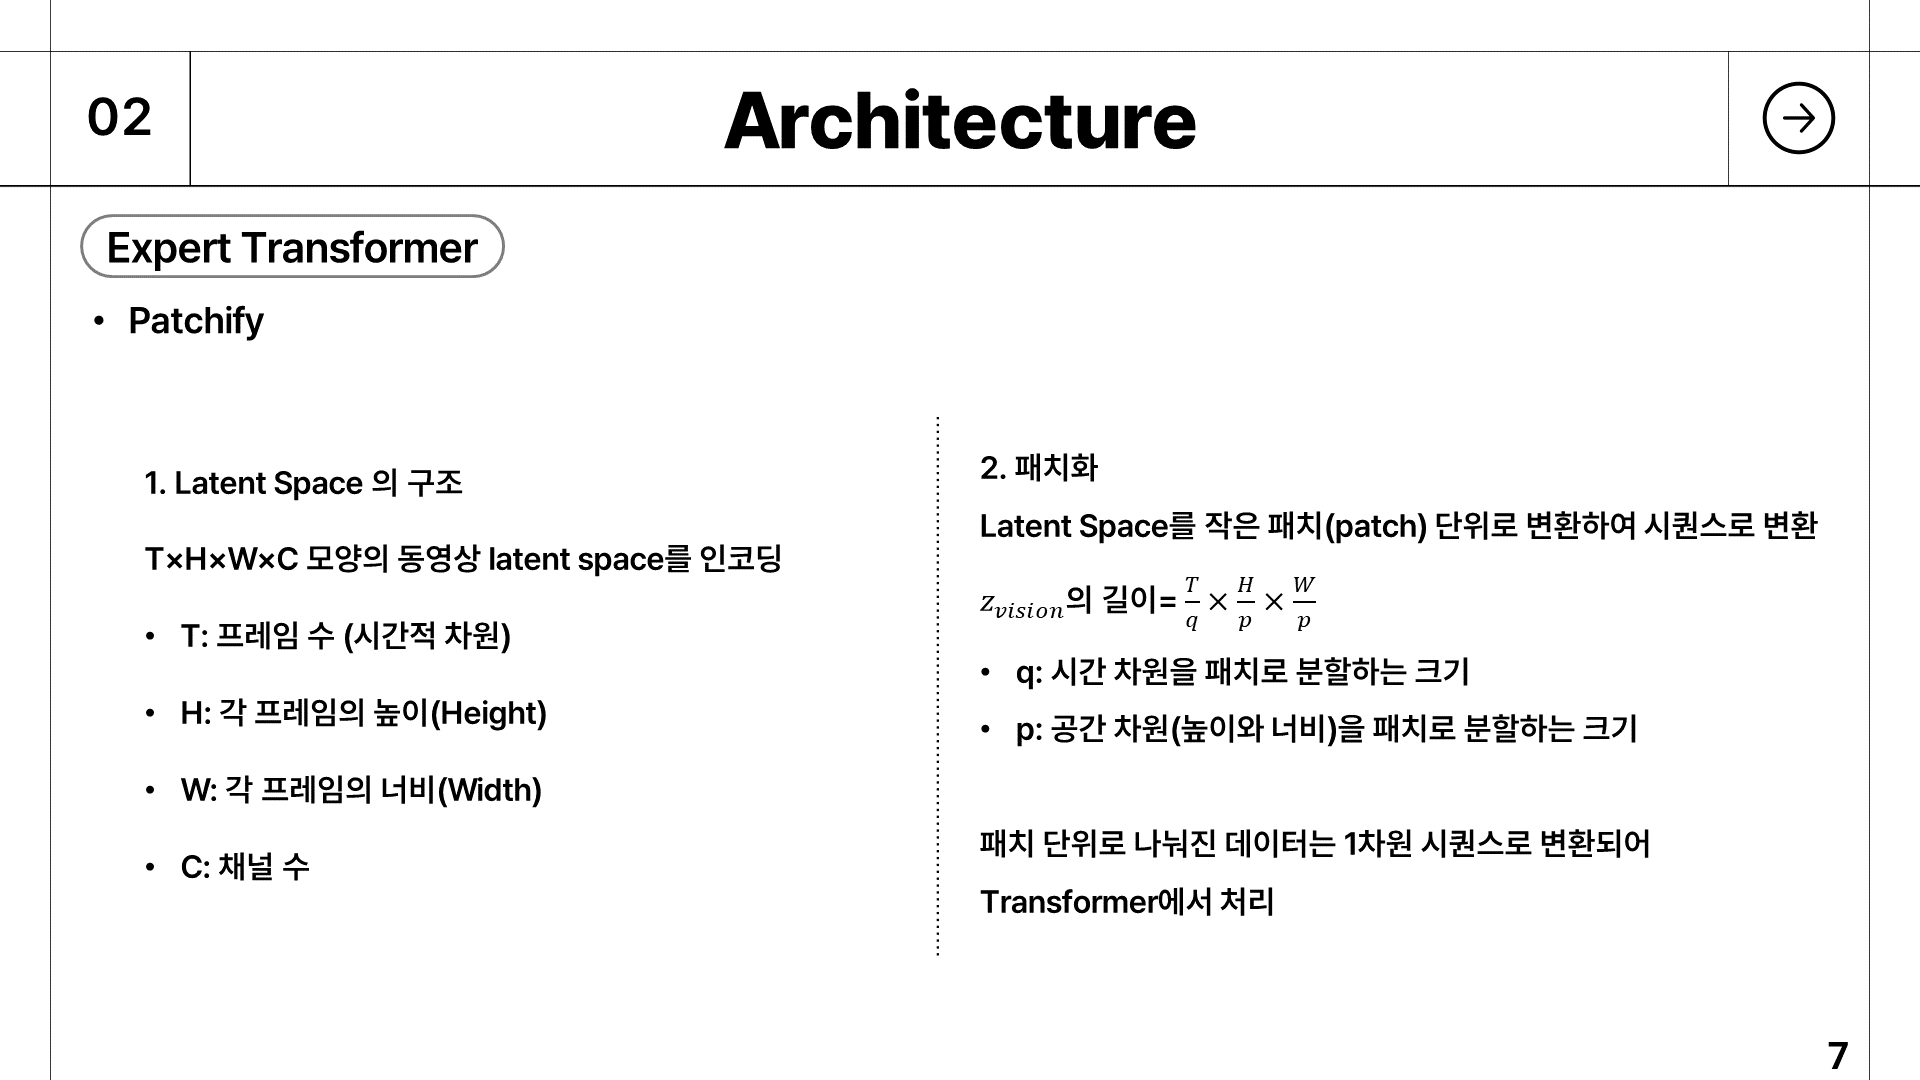 02
Architecture
Expert Transformer
• Patchify
1. Latent Space 의 구조
T×H×W×C 모양의 동영상 latent space를 인코딩
• T: 프레임 수 (시간적 차원)
• H: 각 프레임의 높이(Height)
• W: 각 프레임의 너비(Width)
• C: 채널 수
2. 패치화
Latent Space를 작은 패치(patch) 단위로 변환하여 시퀀스로 변환
z_{vision}의 길이= \frac{T}{q} × \frac{H}{p} × \frac{W}{p}
• q: 시간 차원을 패치로 분할하는 크기
• p: 공간 차원(높이와 너비)을 패치로 분할하는 크기
패치 단위로 나눠진 데이터는 1차원 시퀀스로 변환되어
Transformer에서 처리
7